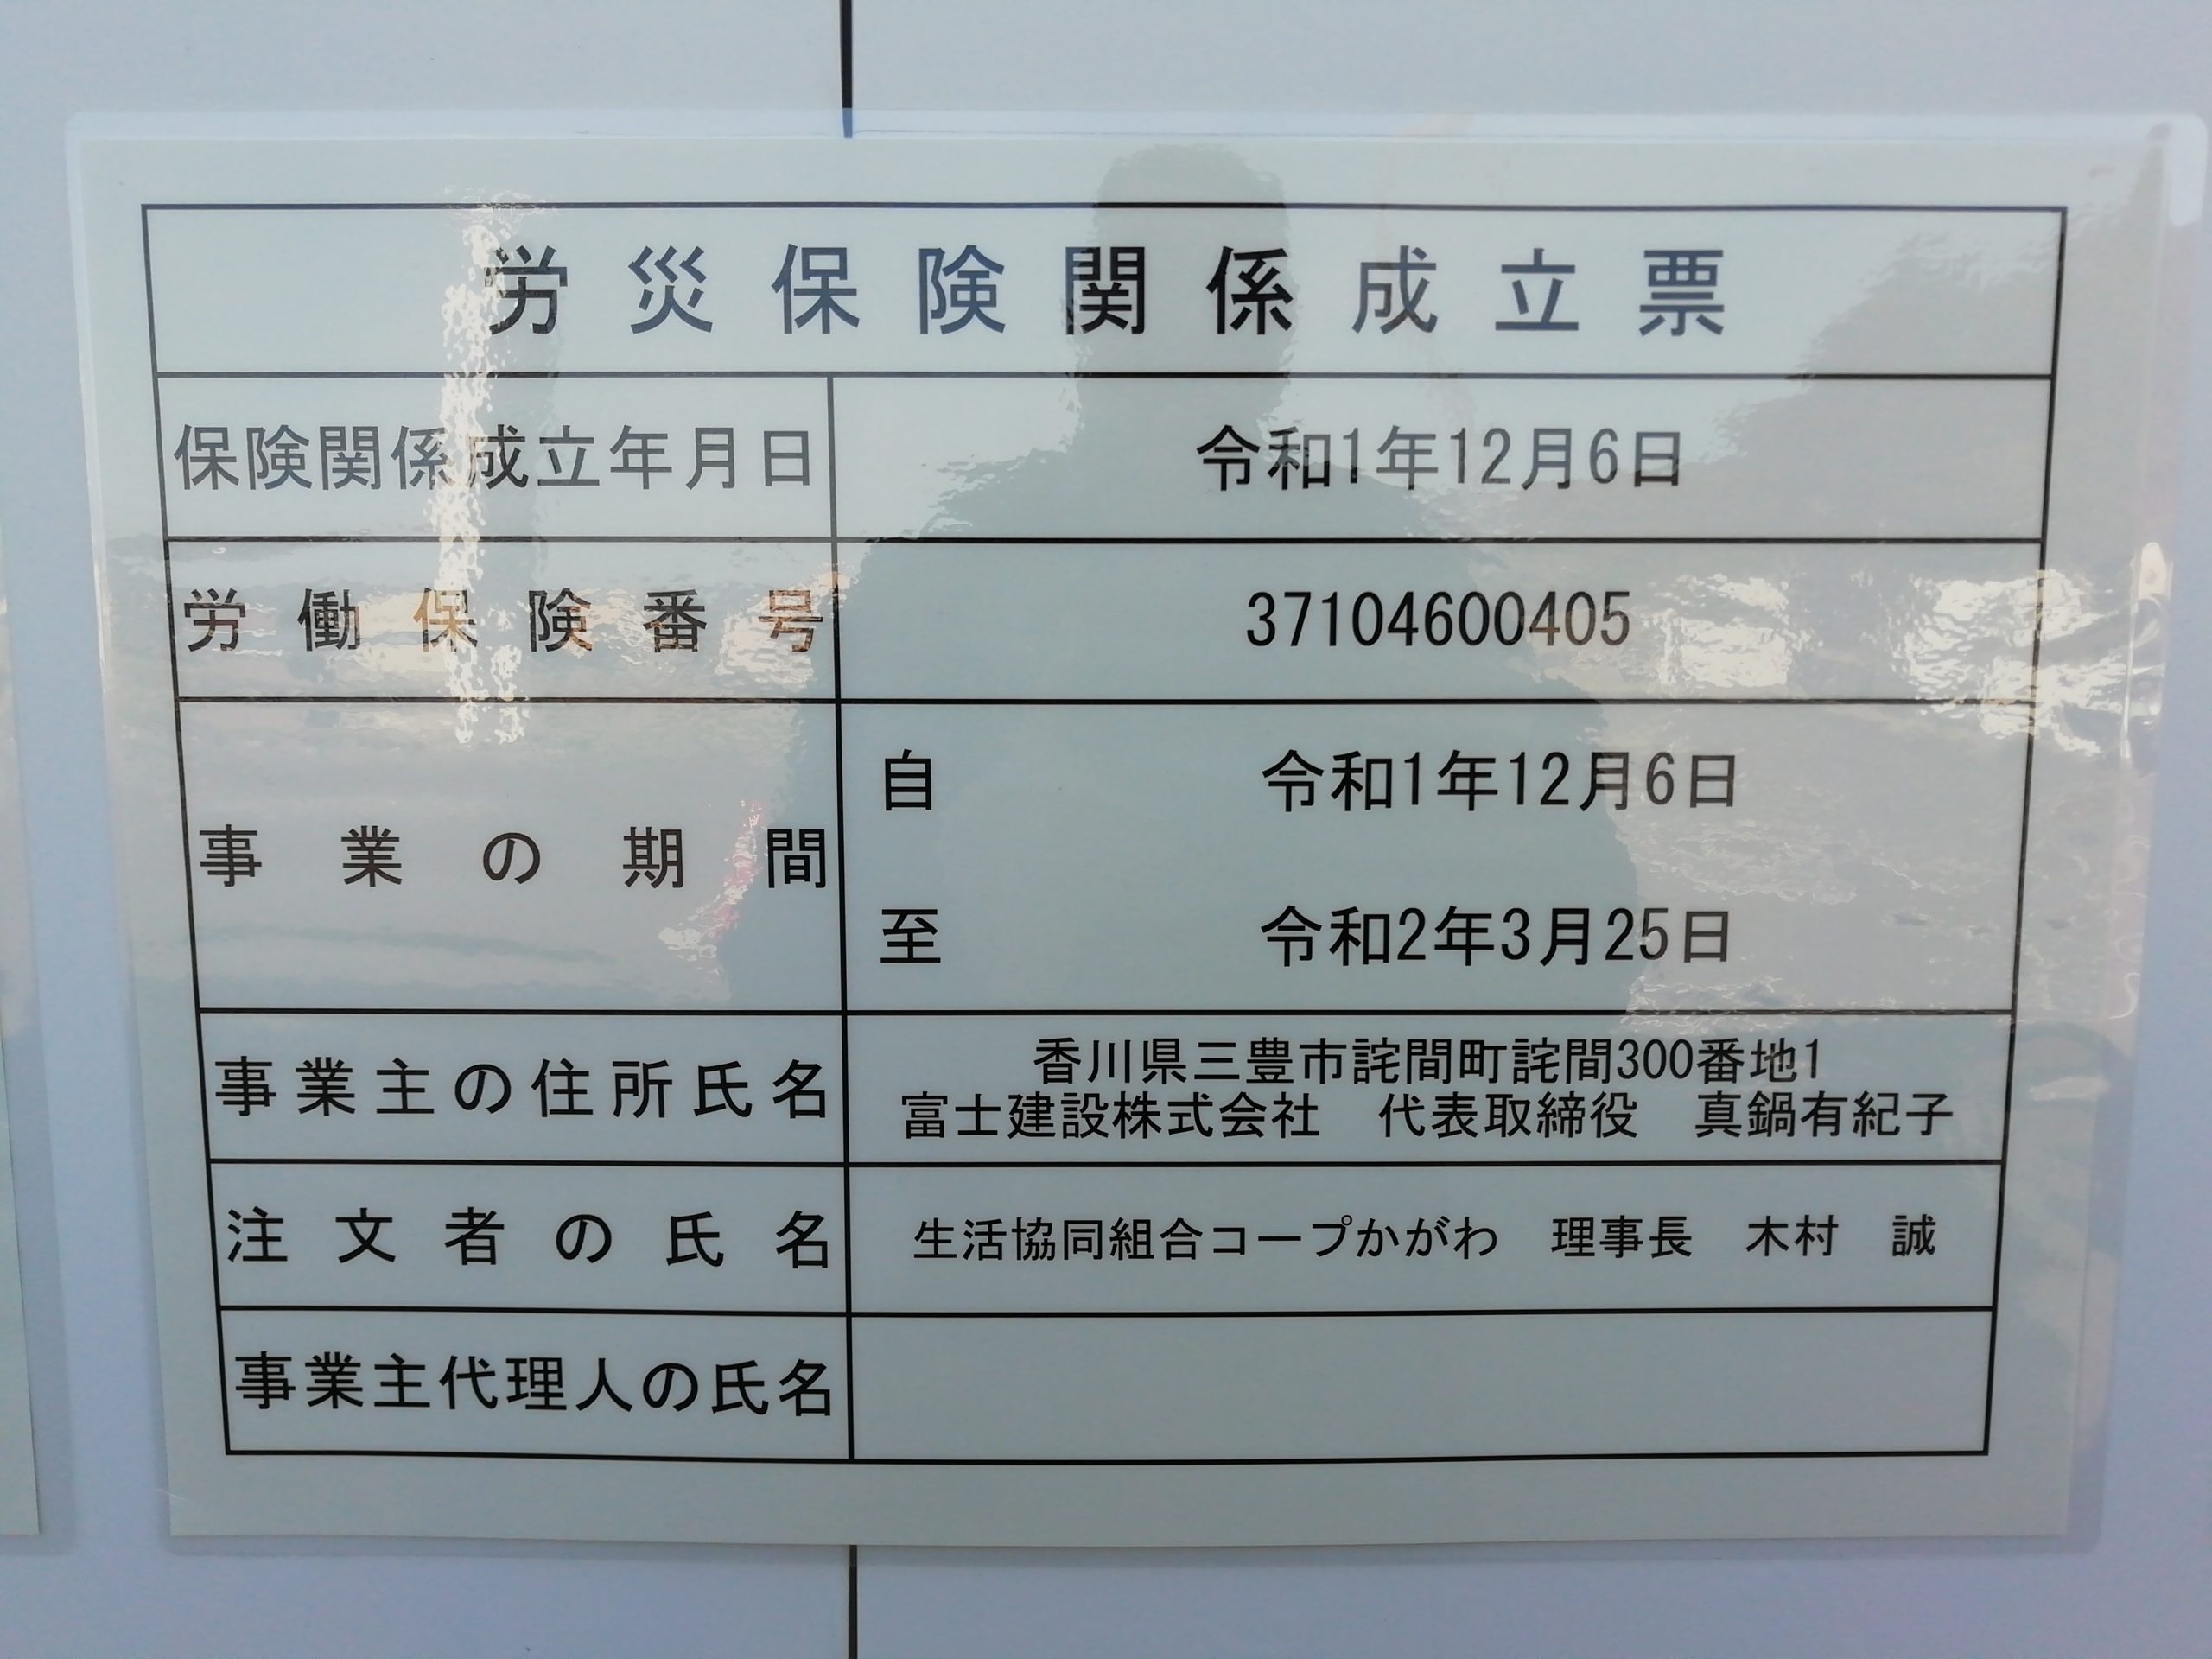 労災保険関係成立票
保険関係成立年月日 令和1年12月6日
労働保険番号 37104600405
事業の期間
自 令和1年12月6日
至 令和2年3月25日
事業主の住所氏名
香川県三豊市詫間町詫間300番地1
富士建設株式会社　代表取締役　真鍋有紀子
注文者の氏名 生活協同組合コープかがわ　理事長　木村　誠
事業主代理人の氏名